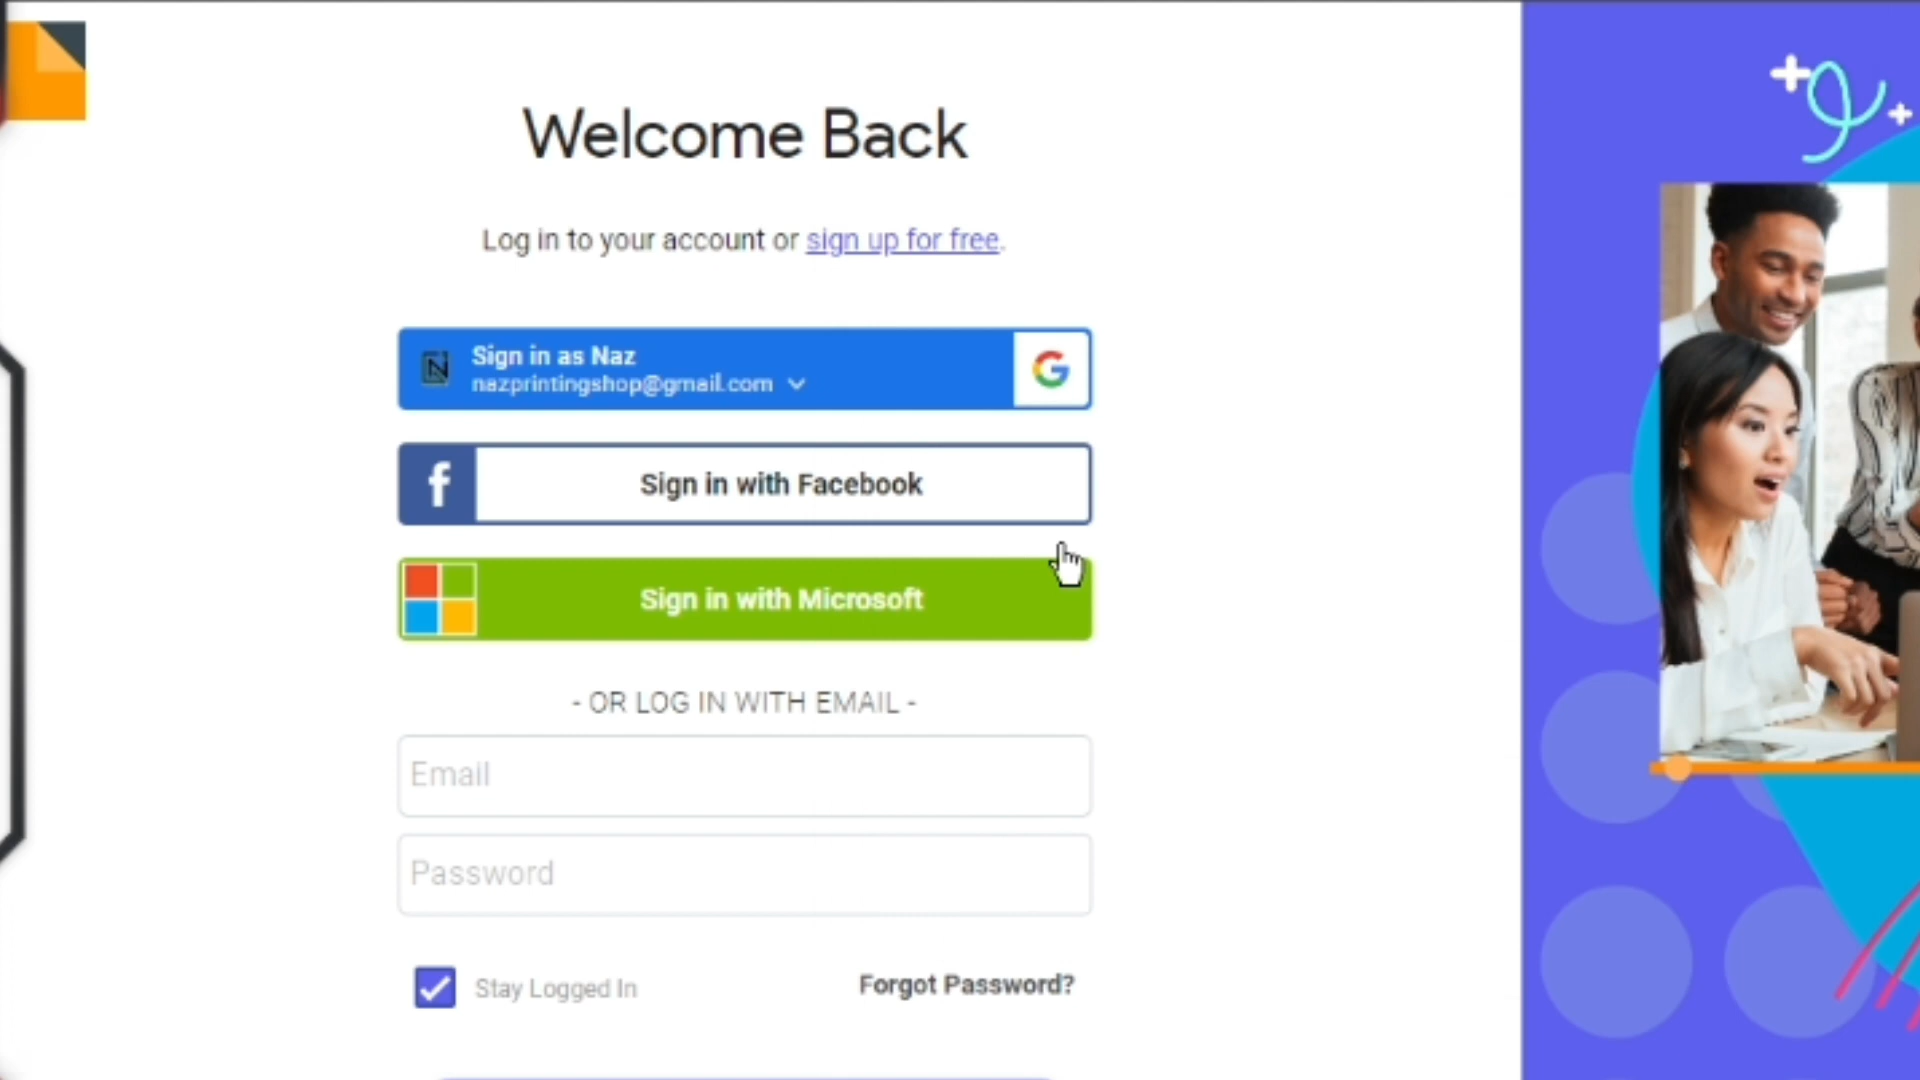 Welcome Back
Log in to your account or sign up for free.
Sign in as Naz
nazprintingshop@gmail.com
Sign in with Facebook
Sign in with Microsoft
- OR LOG IN WITH EMAIL -
Email
Password
Stay Logged In
Forgot Password?